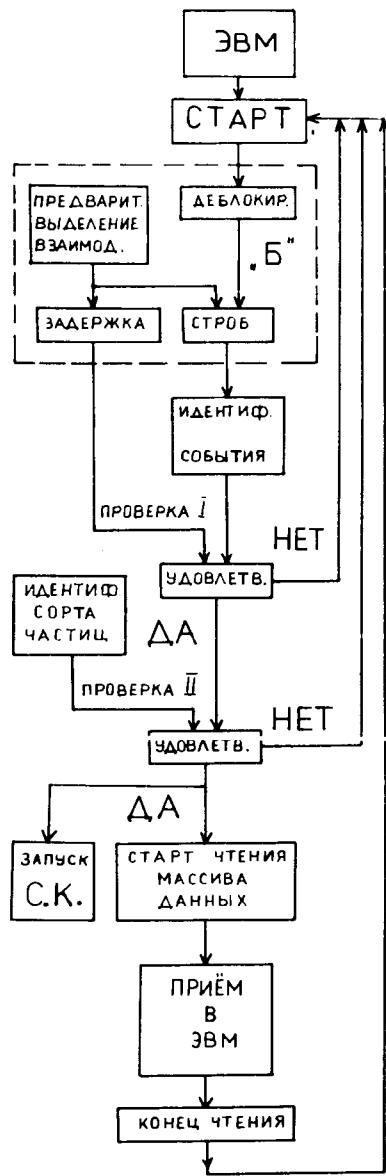 ЭВМ
СТАРТ
ПРЕДВАРИТ.
ВЫДЕЛЕНИЕ
ВЗАИМОД.
ДЕБЛОКИР.
„Б"
ЗАДЕРЖКА
СТРОБ
ИДЕНТИФ.
СОБЫТИЯ
ПРОВЕРКА I
НЕТ
УДОВЛЕТВ.
ИДЕНТИФ
СОРТА
ЧАСТИЦ
ДА
ПРОВЕРКА II
НЕТ
УДОВЛЕТВ.
ДА
ЗАПУСК
С.К.
СТАРТ ЧТЕНИЯ
МАССИВА
ДАННЫХ
ПРИЁМ
В
ЭВМ
КОНЕЦ ЧТЕНИЯ